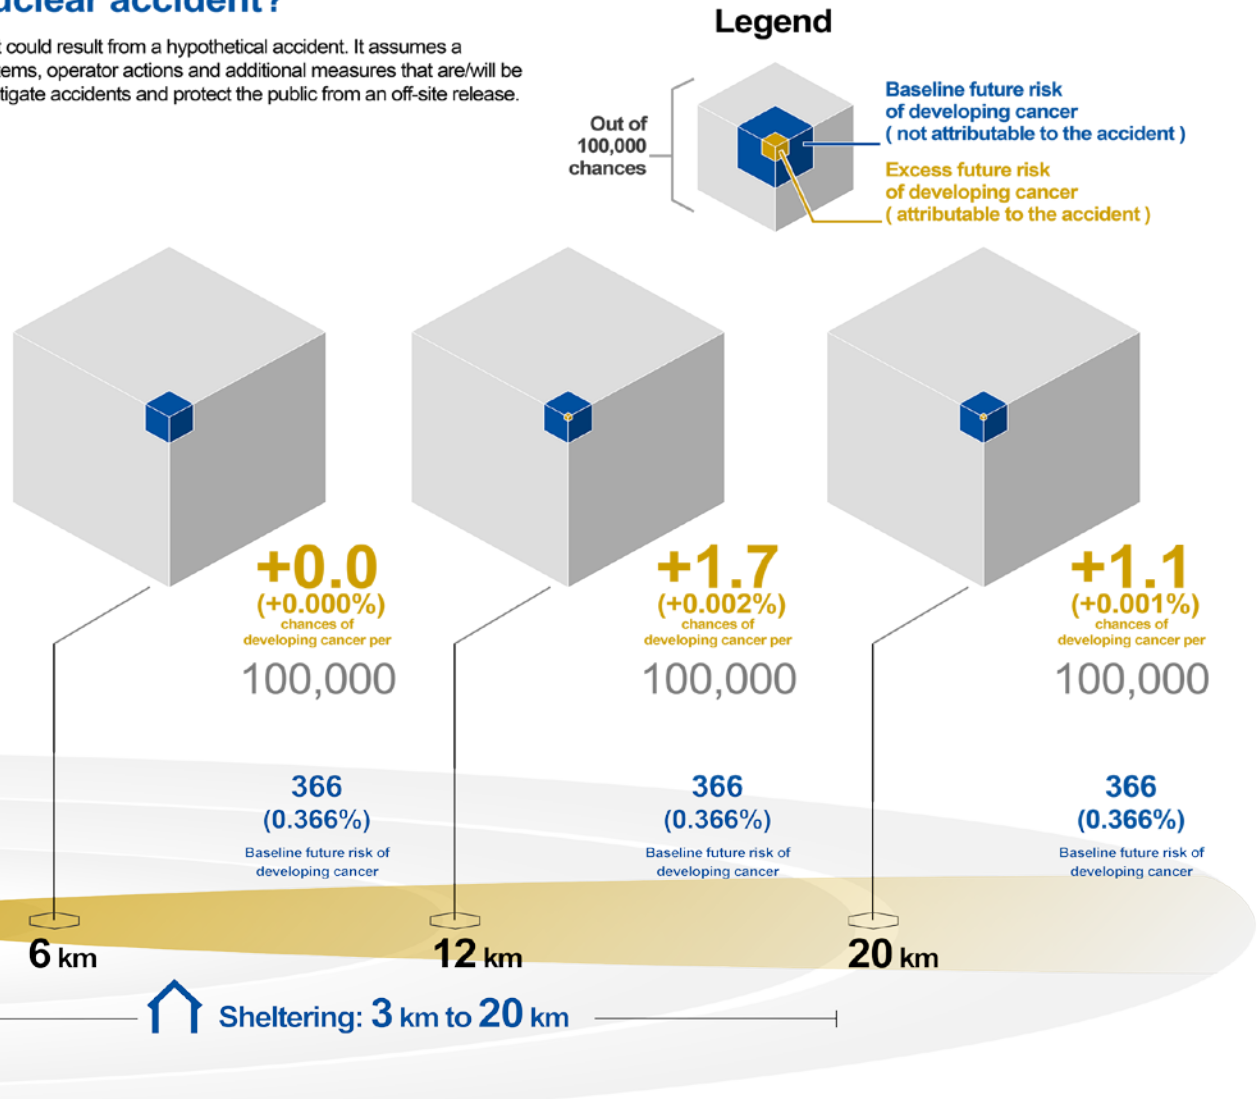 nuclear accident?
t could result from a hypothetical accident. It assumes a
tems, operator actions and additional measures that are/will be
tigate accidents and protect the public from an off-site release.
Legend
Out of
100,000
chances
Baseline future risk
of developing cancer
( not attributable to the accident )
Excess future risk
of developing cancer
( attributable to the accident )
+0.0
(+0.000%)
chances of
developing cancer per
100,000
+1.7
(+0.002%)
chances of
developing cancer per
100,000
+1.1
(+0.001%)
chances of
developing cancer per
100,000
366
(0.366%)
Baseline future risk of
developing cancer
366
(0.366%)
Baseline future risk of
developing cancer
366
(0.366%)
Baseline future risk of
developing cancer
6 km
12 km
20 km
Sheltering: 3 km to 20 km